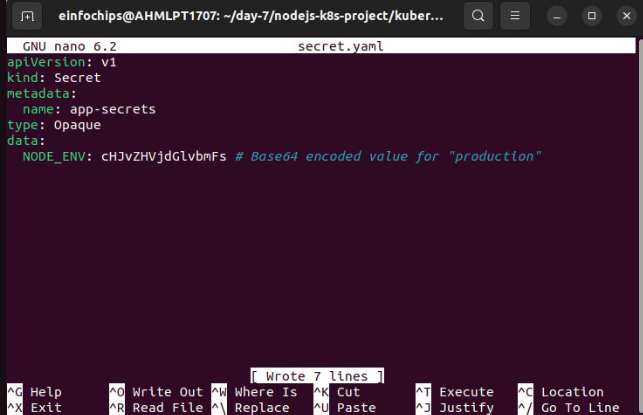 einfochips@AHMLPT1707: ~/day-7/nodejs-k8s-project/kuber...
GNU nano 6.2 secret.yaml
apiVersion: v1
kind: Secret
metadata:
  name: app-secrets
type: Opaque
data:
  NODE_ENV: cHJvZHVjdGlvbmFs # Base64 encoded value for "production"
[ Wrote 7 lines ]
^G Help ^O Write Out ^W Where Is ^K Cut ^T Execute ^C Location
^X Exit ^R Read File ^\ Replace ^U Paste ^J Justify ^/ Go To Line